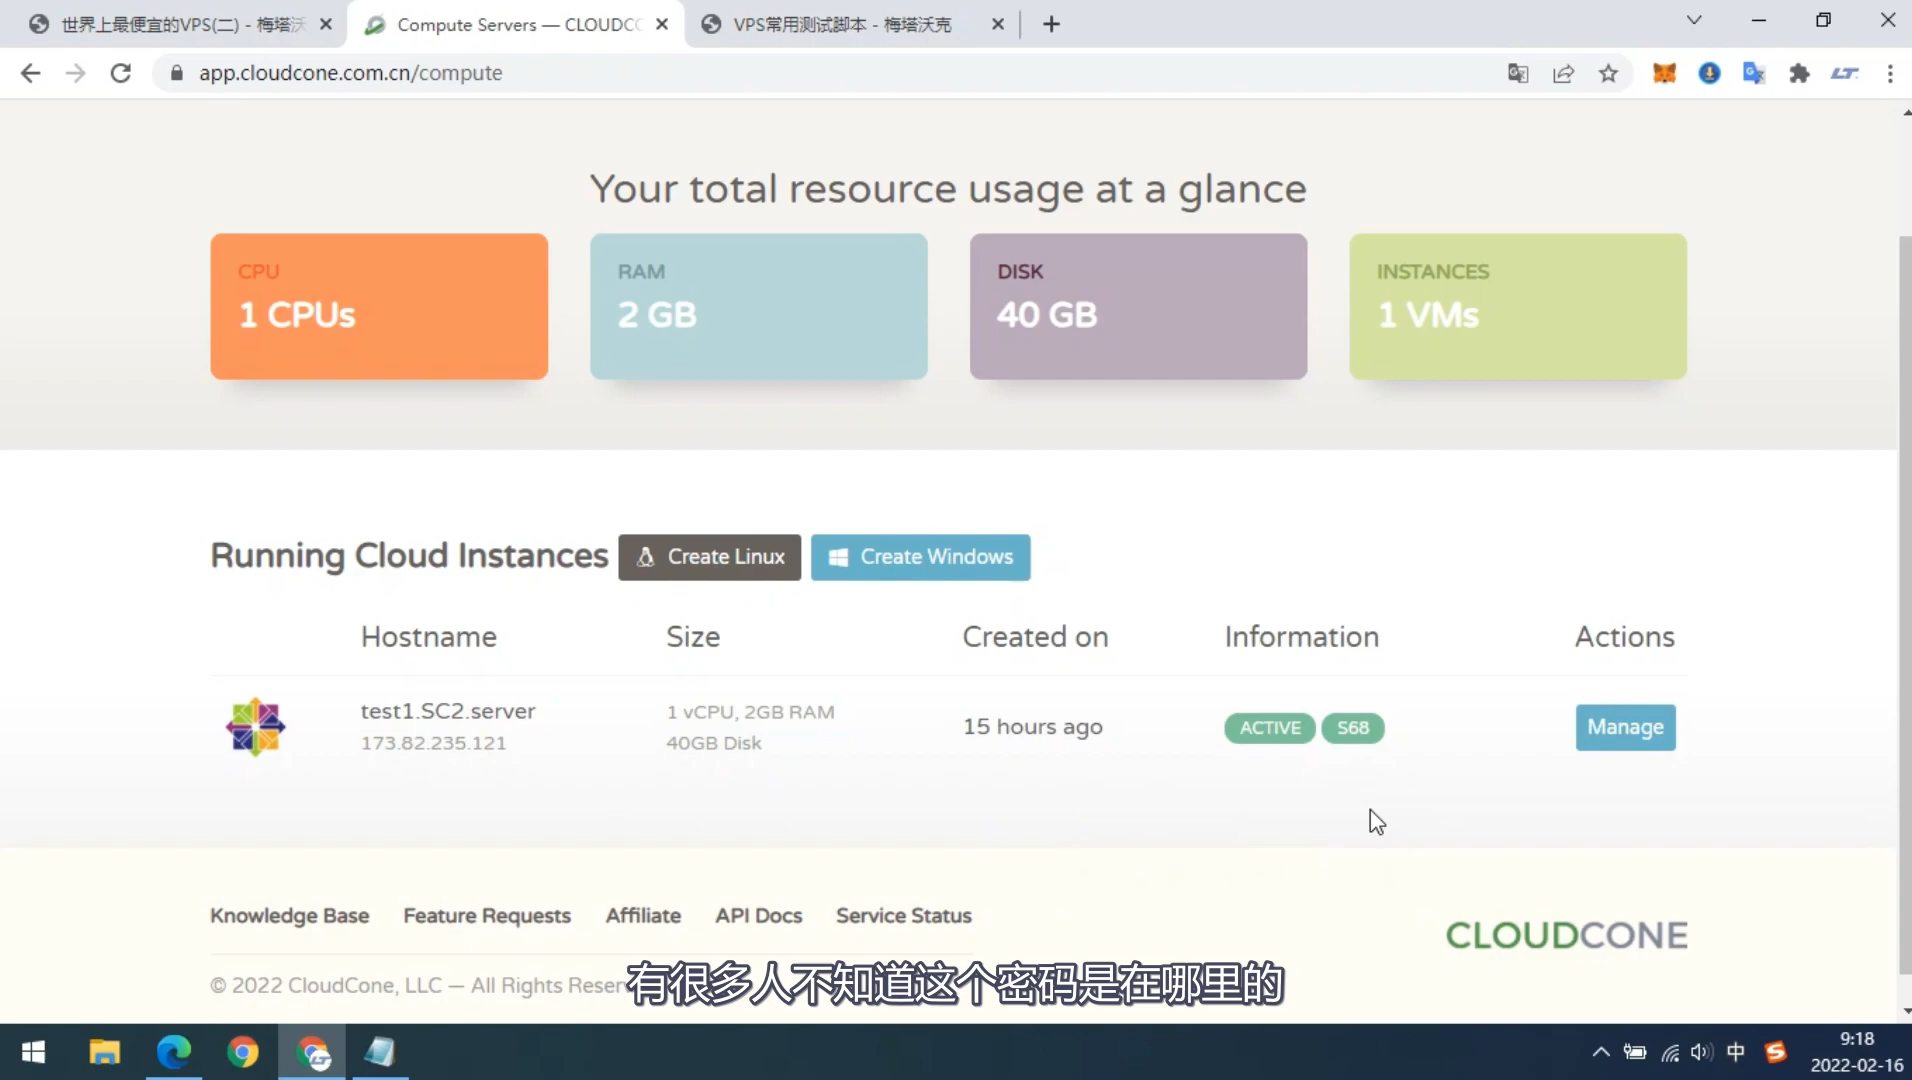 世界上最便宜的VPS(二) - 梅塔沃
Compute Servers — CLOUDCO
VPS常用测试脚本 - 梅塔沃克
app.cloudcone.com.cn/compute
Your total resource usage at a glance
CPU
1 CPUs
RAM
2 GB
DISK
40 GB
INSTANCES
1 VMs
Running Cloud Instances
Create Linux
Create Windows
Hostname Size Created on Information Actions
test1.SC2.server
173.82.235.121
1 vCPU, 2GB RAM
40GB Disk
15 hours ago
ACTIVE S68
Manage
Knowledge Base Feature Requests Affiliate API Docs Service Status
CLOUDCONE
© 2022 CloudCone, LLC — All Rights Reser
有很多人不知道这个密码是在哪里的
中
9:18
2022-02-16